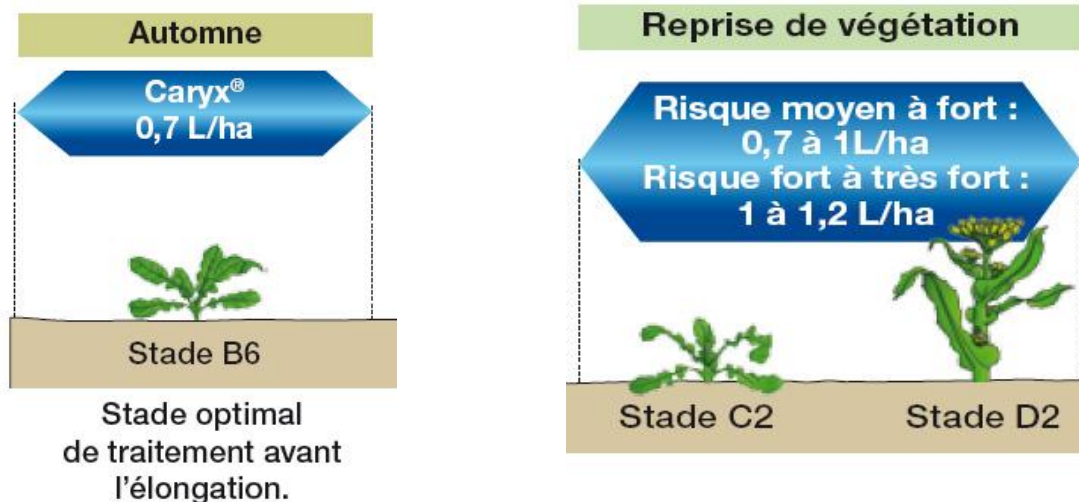 Automne
Caryx®
0,7 L/ha
Stade B6
Stade optimal
de traitement avant
l'élongation.
Reprise de végétation
Risque moyen à fort :
0,7 à 1L/ha
Risque fort à très fort :
1 à 1,2 L/ha
Stade C2
Stade D2